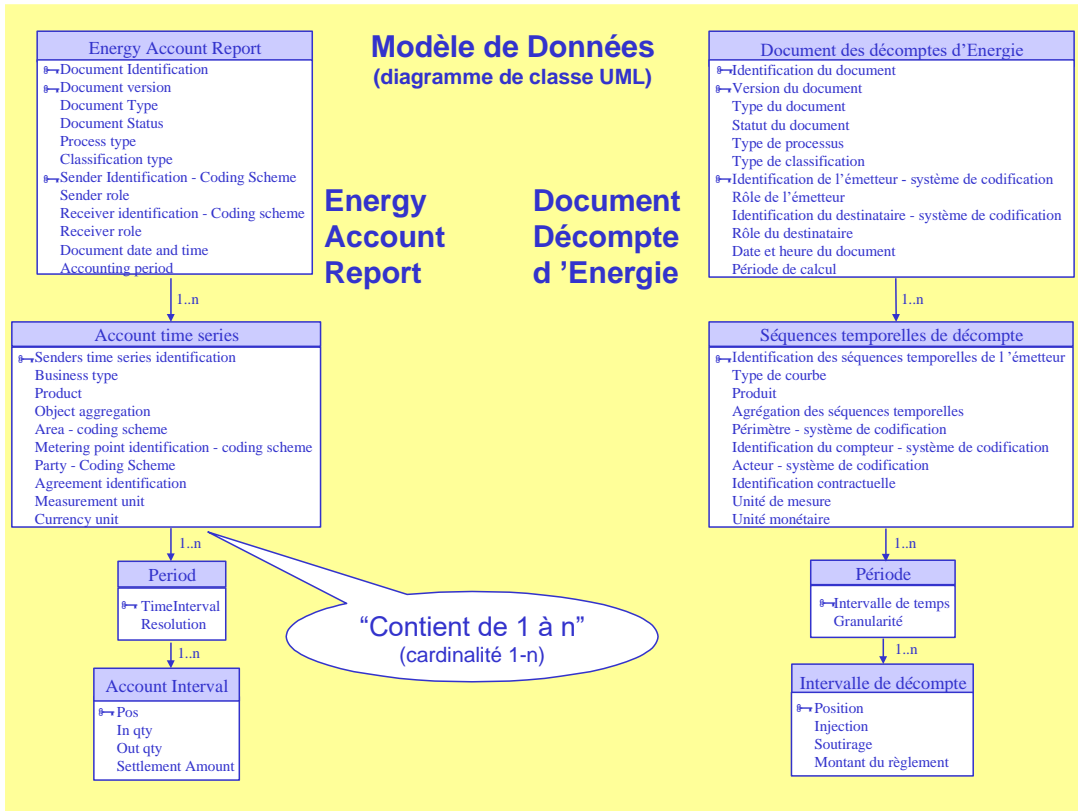 Modèle de Données
(diagramme de classe UML)
Energy Account Report
Document Identification
Document version
Document Type
Document Status
Process type
Classification type
Sender Identification - Coding Scheme
Sender role
Receiver identification - Coding scheme
Receiver role
Document date and time
Accounting period
1..n
Account time series
Senders time series identification
Business type
Product
Object aggregation
Area - coding scheme
Metering point identification - coding scheme
Party - Coding Scheme
Agreement identification
Measurement unit
Currency unit
1..n
Period
TimeInterval
Resolution
1..n
Account Interval
Pos
In qty
Out qty
Settlement Amount
Energy
Account
Report
Document
Décompte
d ’Energie
“Contient de 1 à n”
(cardinalité 1-n)
Document des décomptes d’Energie
Identification du document
Version du document
Type du document
Statut du document
Type de processus
Type de classification
Identification de l’émetteur - système de codification
Rôle de l’émetteur
Identification du destinataire - système de codification
Rôle du destinataire
Date et heure du document
Période de calcul
1..n
Séquences temporelles de décompte
Identification des séquences temporelles de l ’émetteur
Type de courbe
Produit
Agrégation des séquences temporelles
Périmètre - système de codification
Identification du compteur - système de codification
Acteur - système de codification
Identification contractuelle
Unité de mesure
Unité monétaire
1..n
Période
Intervalle de temps
Granularité
1..n
Intervalle de décompte
Position
Injection
Soutirage
Montant du règlement